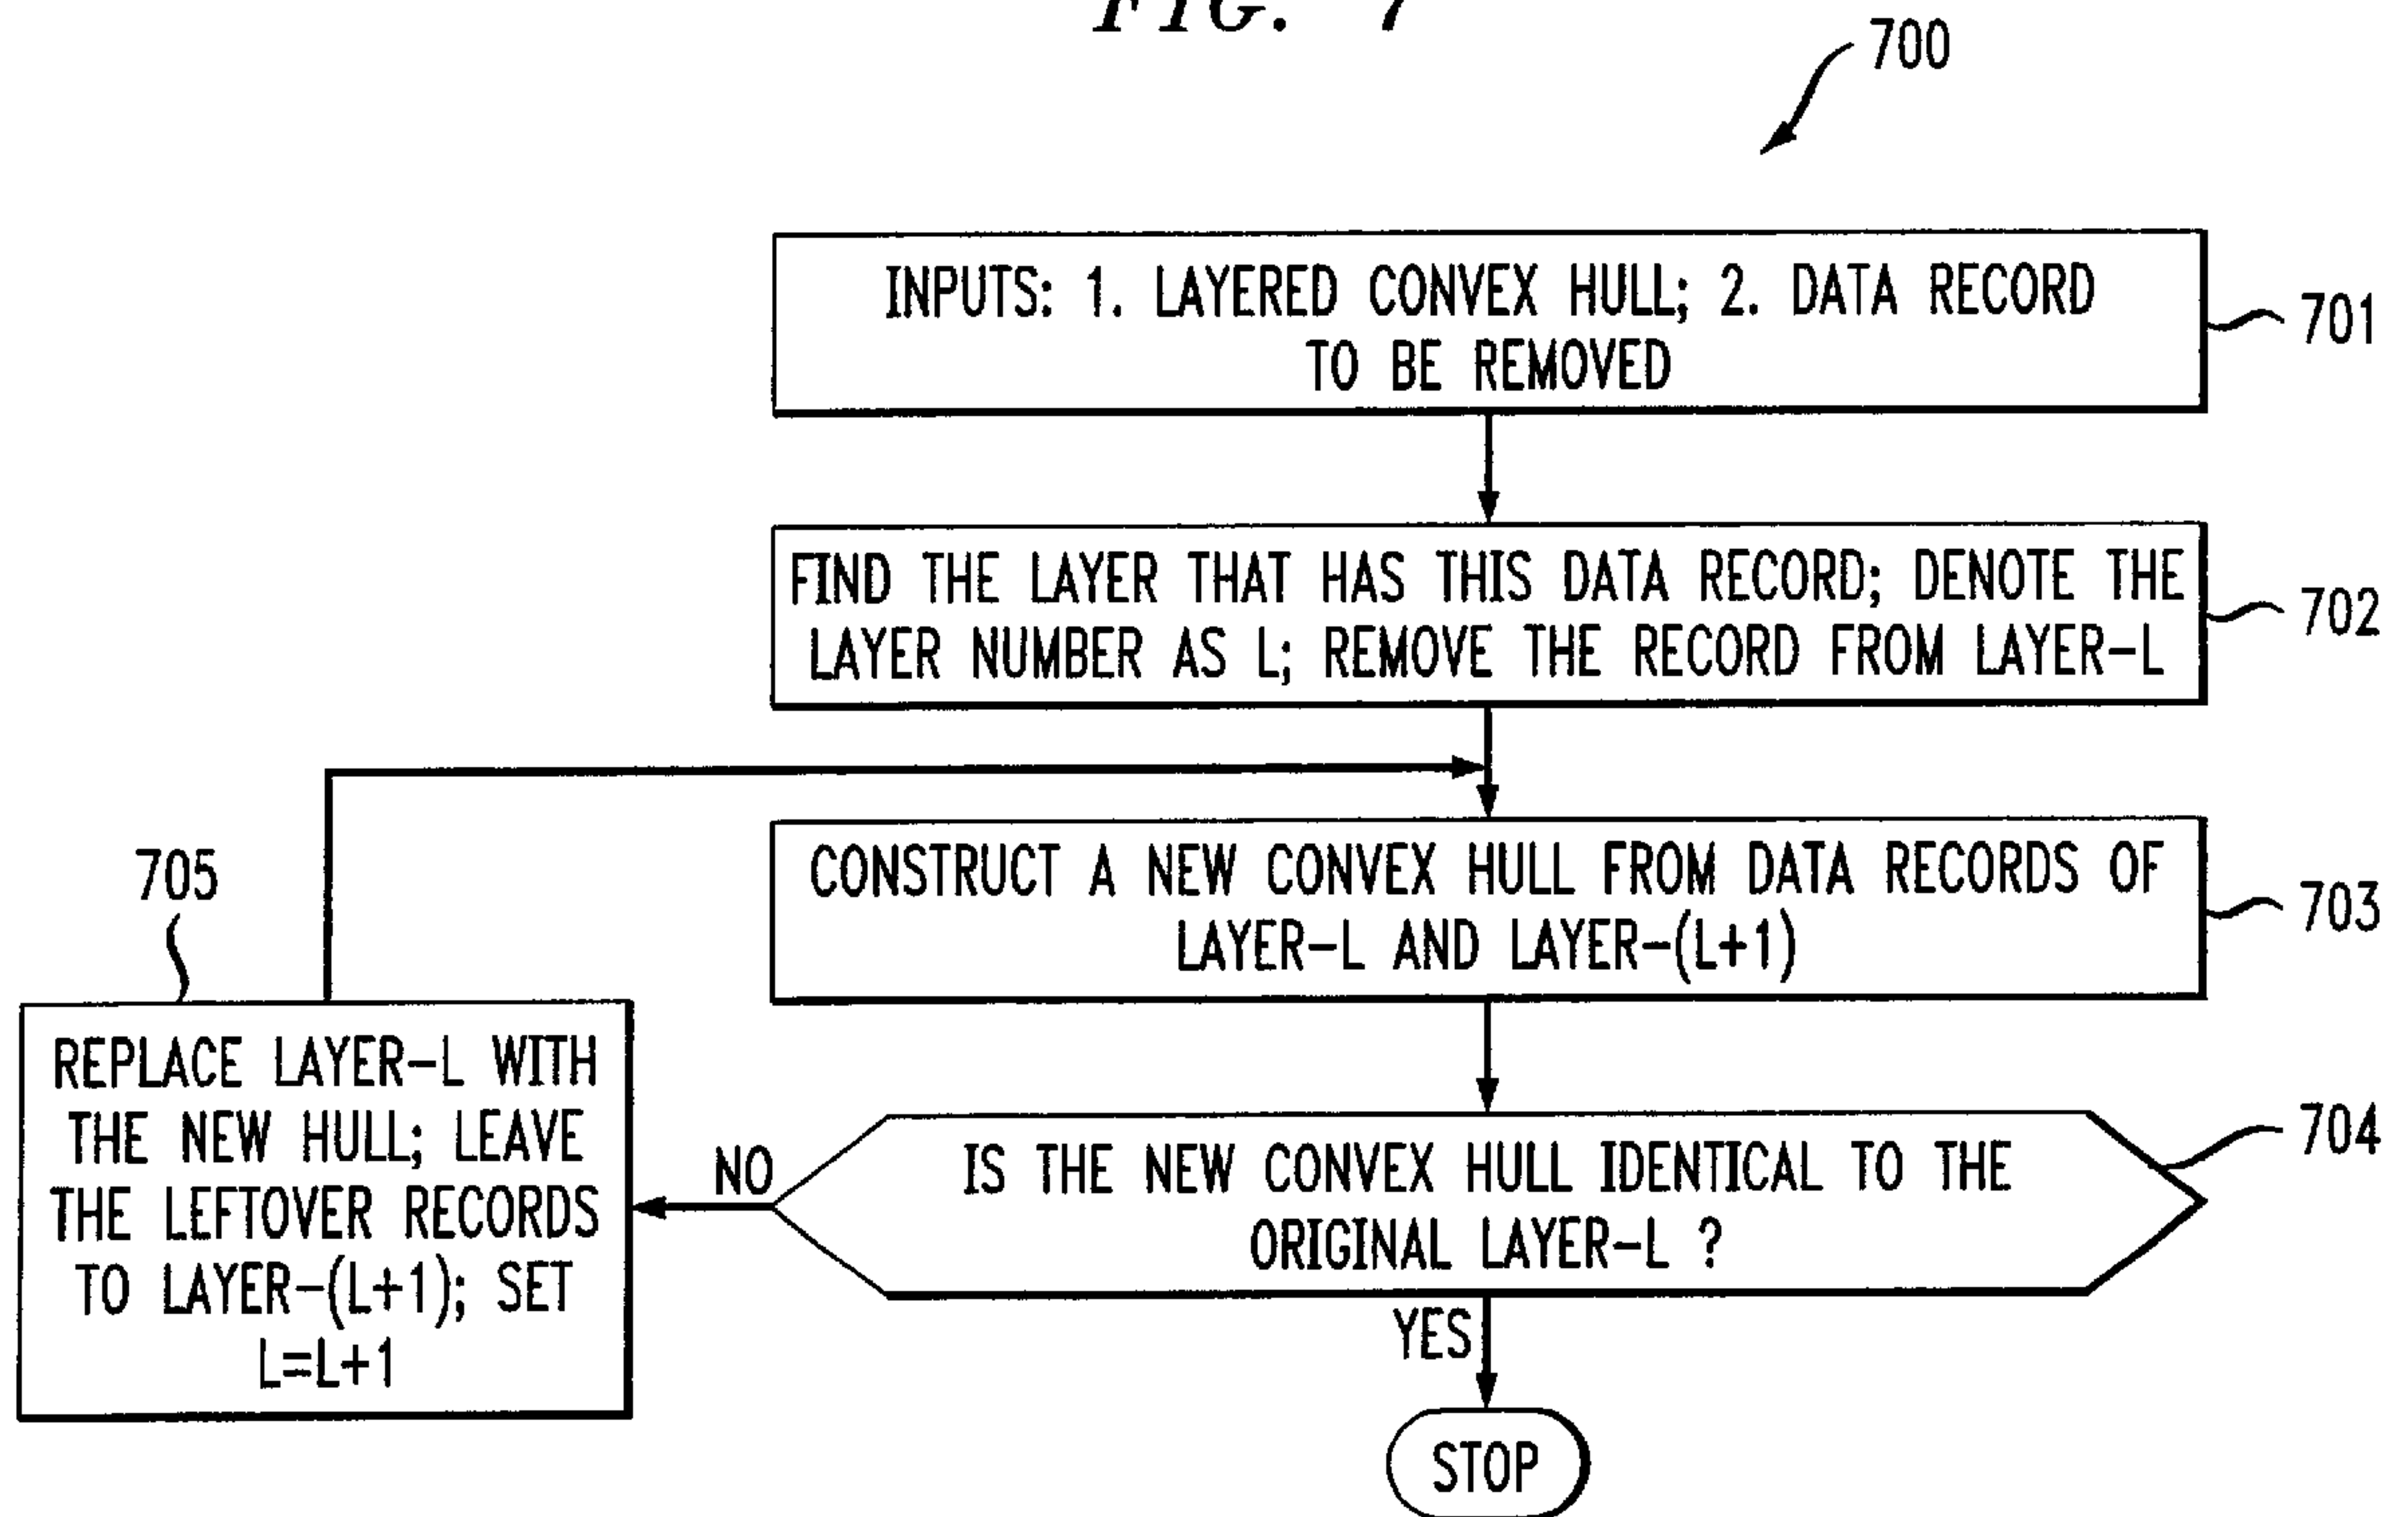 FIG. 7
700
INPUTS: 1. LAYERED CONVEX HULL; 2. DATA RECORD
TO BE REMOVED
701
FIND THE LAYER THAT HAS THIS DATA RECORD; DENOTE THE
LAYER NUMBER AS L; REMOVE THE RECORD FROM LAYER-L
702
CONSTRUCT A NEW CONVEX HULL FROM DATA RECORDS OF
LAYER-L AND LAYER-(L+1)
703
705
REPLACE LAYER-L WITH
THE NEW HULL; LEAVE
THE LEFTOVER RECORDS
TO LAYER-(L+1); SET
L=L+1
NO
IS THE NEW CONVEX HULL IDENTICAL TO THE
ORIGINAL LAYER-L ?
704
YES
STOP